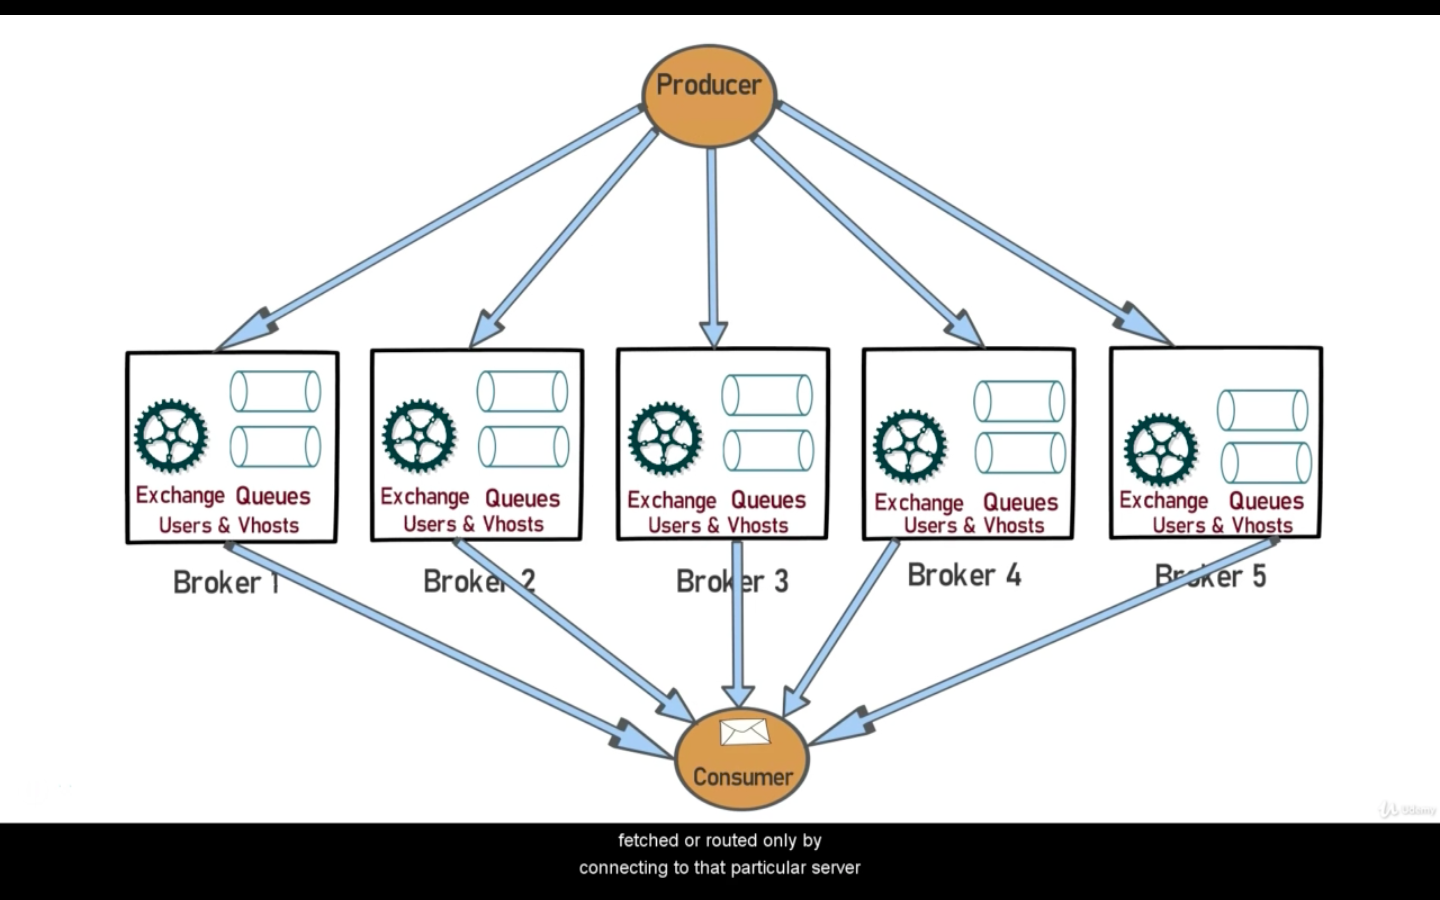 Producer
Exchange Queues
Users & Vhosts
Exchange Queues
Users & Vhosts
Exchange Queues
Users & Vhosts
Exchange Queues
Users & Vhosts
Exchange Queues
Users & Vhosts
Broker 1
Broker 2
Broker 3
Broker 4
Broker 5
Consumer
Udemy
fetched or routed only by
connecting to that particular server